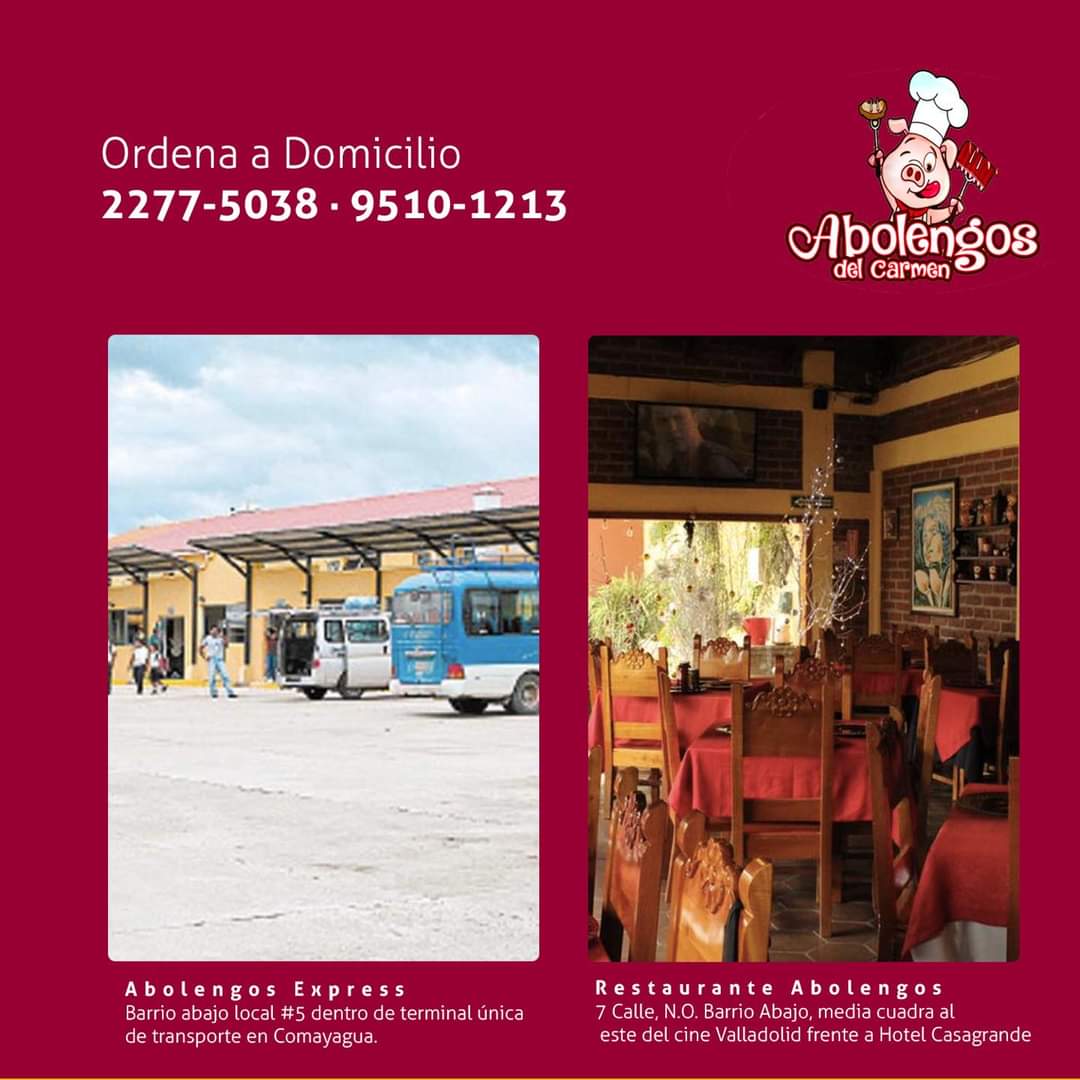 Ordena a Domicilio
2277-5038 · 9510-1213
Abolengos
del Carmen
Abolengos Express
Barrio abajo local #5 dentro de terminal única
de transporte en Comayagua.
Restaurante Abolengos
7 Calle, N.O. Barrio Abajo, media cuadra al
este del cine Valladolid frente a Hotel Casagrande